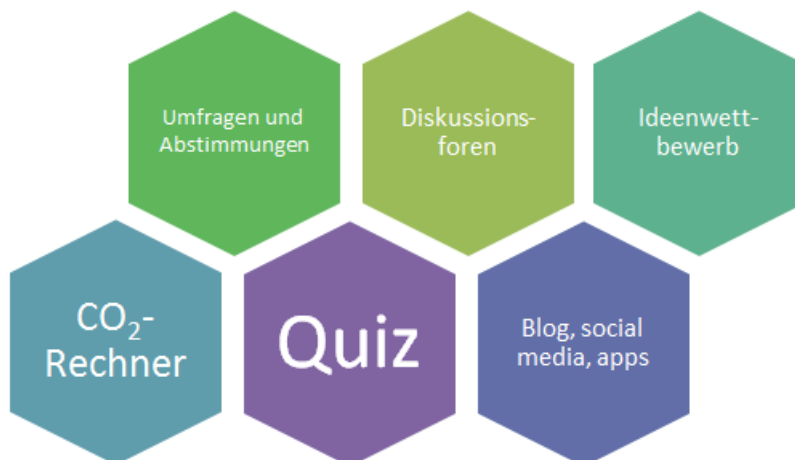 Umfragen und
Abstimmungen
Diskussions-
foren
Ideenwett-
bewerb
CO₂-
Rechner
Quiz
Blog, social
media, apps